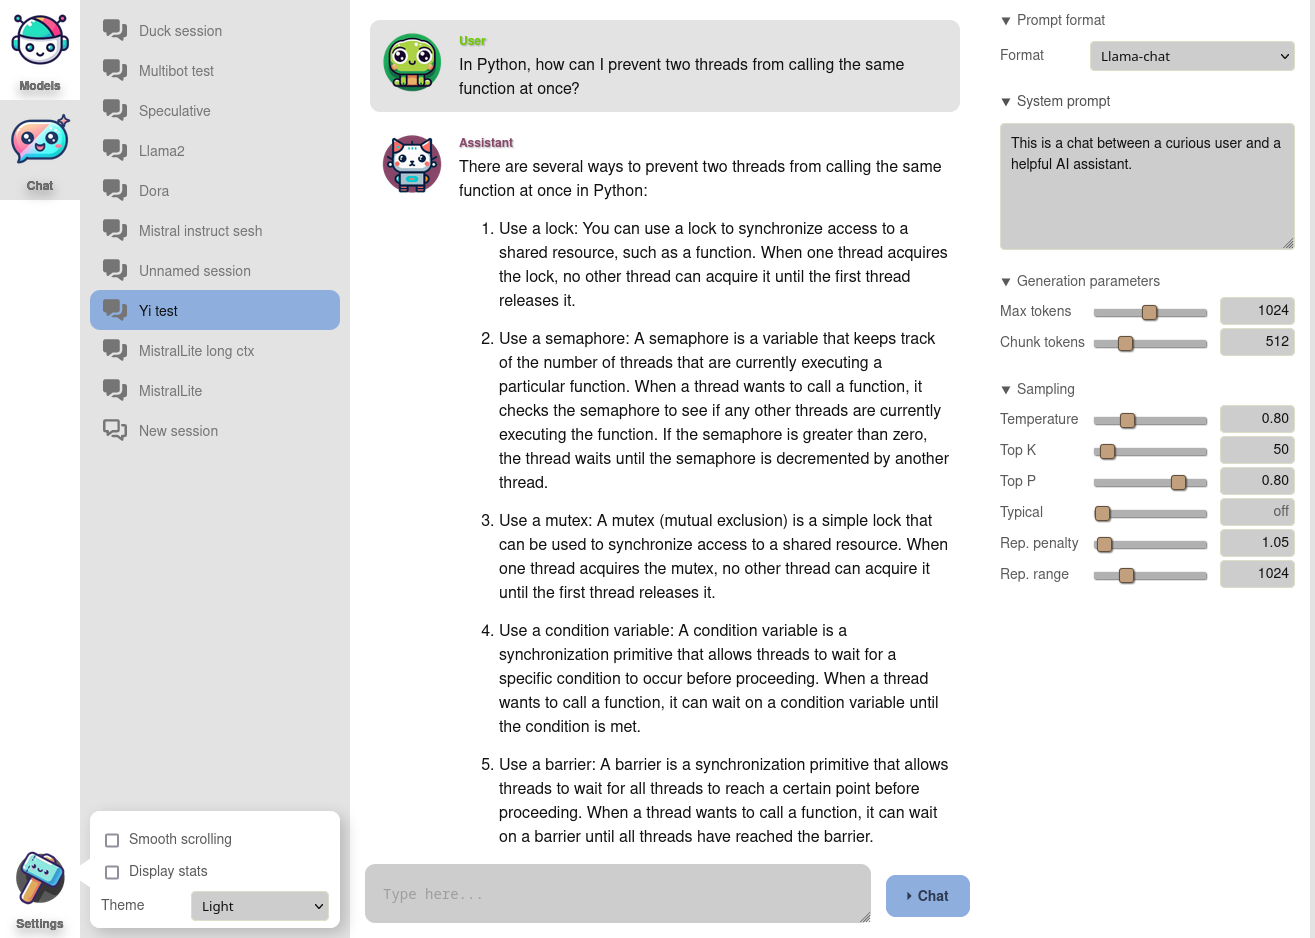 Models
Chat
Duck session
Multibot test
Speculative
Llama2
Dora
Mistral instruct sesh
Unnamed session
Yi test
MistralLite long ctx
MistralLite
New session
Smooth scrolling
Display stats
Theme Light
Settings
User
In Python, how can I prevent two threads from calling the same
function at once?
Assistant
There are several ways to prevent two threads from calling the same
function at once in Python:
1. Use a lock: You can use a lock to synchronize access to a
shared resource, such as a function. When one thread acquires
the lock, no other thread can acquire it until the first thread
releases it.
2. Use a semaphore: A semaphore is a variable that keeps track
of the number of threads that are currently executing a
particular function. When a thread wants to call a function, it
checks the semaphore to see if any other threads are currently
executing the function. If the semaphore is greater than zero,
the thread waits until the semaphore is decremented by another
thread.
3. Use a mutex: A mutex (mutual exclusion) is a simple lock that
can be used to synchronize access to a shared resource. When
one thread acquires the mutex, no other thread can acquire it
until the first thread releases it.
4. Use a condition variable: A condition variable is a
synchronization primitive that allows threads to wait for a
specific condition to occur before proceeding. When a thread
wants to call a function, it can wait on a condition variable until
the condition is met.
5. Use a barrier: A barrier is a synchronization primitive that allows
threads to wait for all threads to reach a certain point before
proceeding. When a thread wants to call a function, it can wait
on a barrier until all threads have reached the barrier.
Type here...
Chat
Prompt format
Format Llama-chat
System prompt
This is a chat between a curious user and a
helpful AI assistant.
Generation parameters
Max tokens 1024
Chunk tokens 512
Sampling
Temperature 0.80
Top K 50
Top P 0.80
Typical off
Rep. penalty 1.05
Rep. range 1024